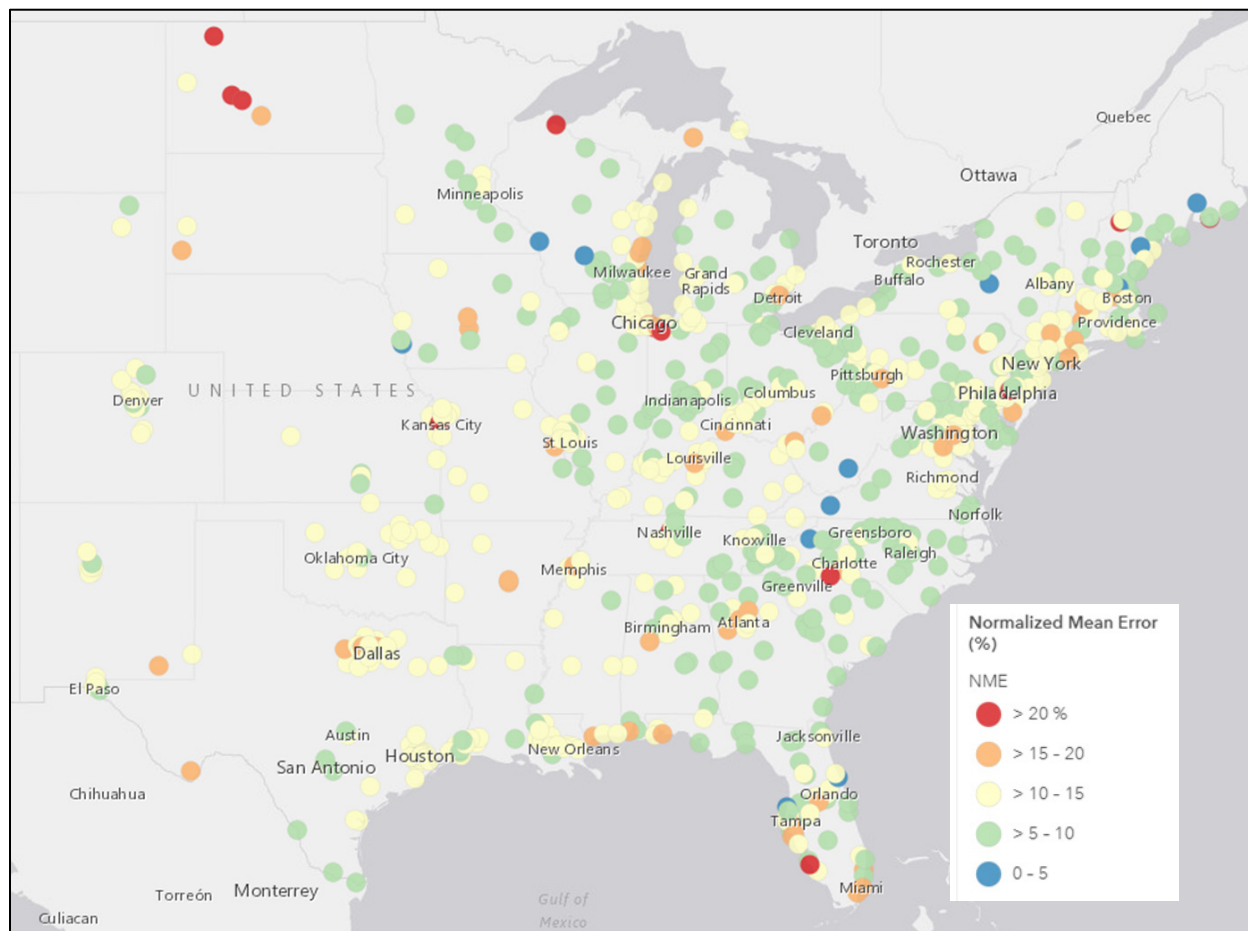 Quebec
Ottawa
Minneapolis
Toronto
Rochester
Milwaukee
Grand
Rapids
Buffalo
Albany
Detroit
Boston
Chicago
Cleveland
Providence
New York
Pittsburgh
UNITED STATES
Columbus
Philadelphia
Denver
Indianapolis
Kansas City
Cincinnati
Washington
St Louis
Louisville
Richmond
Norfolk
Nashville
Knoxville
Greensboro
Oklahoma City
Raleigh
Memphis
Charlotte
Greenville
Birmingham
Atlanta
Dallas
El Paso
Austin
Jacksonville
Houston
New Orleans
San Antonio
Chihuahua
Orlando
Tampa
Miami
Torreón
Monterrey
Gulf of
Mexico
Culiacan
Normalized Mean Error
(%)
NME
> 20 %
> 15 - 20
> 10 - 15
> 5 - 10
0 - 5